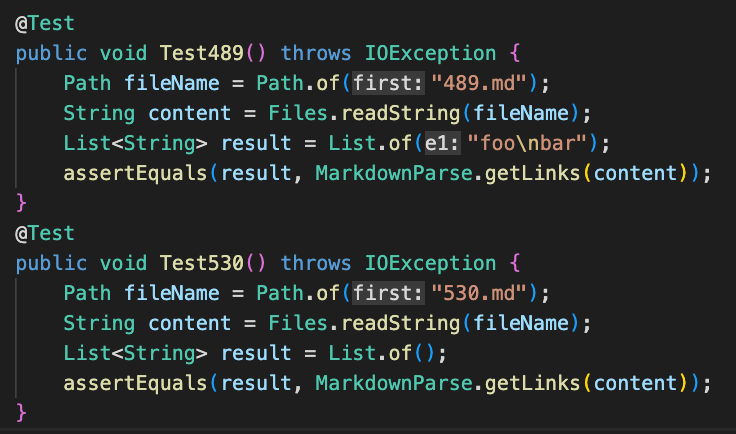 @Test
public void Test489() throws IOException {
    Path fileName = Path.of(first: "489.md");
    String content = Files.readString(fileName);
    List<String> result = List.of(e1: "foo\nbar");
    assertEquals(result, MarkdownParse.getLinks(content));
}
@Test
public void Test530() throws IOException {
    Path fileName = Path.of(first: "530.md");
    String content = Files.readString(fileName);
    List<String> result = List.of();
    assertEquals(result, MarkdownParse.getLinks(content));
}